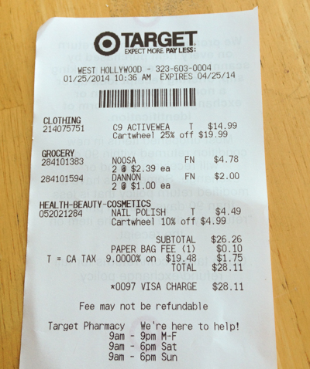 TARGET
EXPECT MORE. PAY LESS.
WEST HOLLYWOOD - 323-603-0004
01/25/2014 10:36 AM EXPIRES 04/25/14
CLOTHING
214075751 C9 ACTIVEWEA T $14.99
Cartwheel 25% off $19.99
GROCERY
284101383 NOOSA FN $4.78
2 @ $2.39 ea
284101594 DANNON FN $2.00
2 @ $1.00 ea
HEALTH-BEAUTY-COSMETICS
052021284 NAIL POLISH T $4.49
Cartwheel 10% off $4.99
SUBTOTAL $26.26
PAPER BAG FEE (1) $0.10
T = CA TAX 9.0000% on $19.48 $1.75
TOTAL $28.11
*0097 VISA CHARGE $28.11
Fee may not be refundable
Target Pharmacy We're here to help!
9am - 9pm M-F
9am - 6pm Sat
9am - 6pm Sun